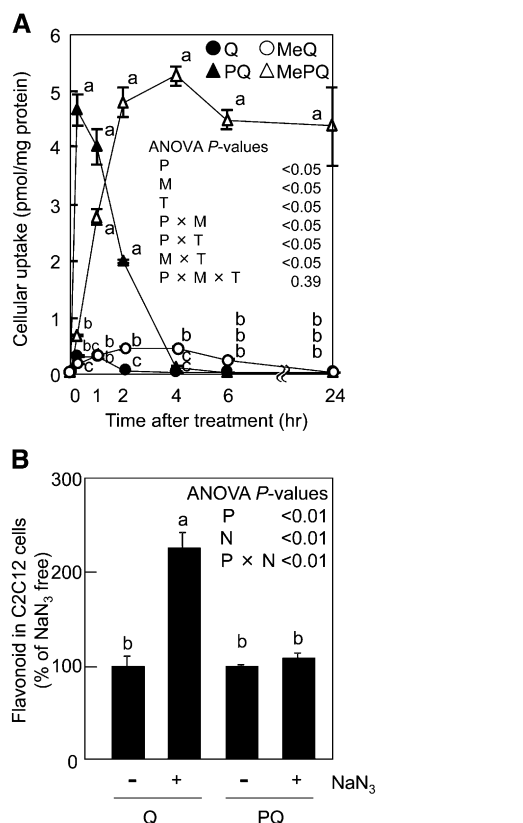 A
6
5
4
3
2
1
0
Cellular uptake (pmol/mg protein)
● Q ○ MeQ
▲ PQ △ MePQ
a
a
a
a
a
a
a
a
ANOVA P-values
P <0.05
M <0.05
T <0.05
P × M <0.05
P × T <0.05
M × T <0.05
P × M × T 0.39
b
bc
c
b
b
b
c
b
c
b
b
b
b
b
b
0 1 2 4 6 24
Time after treatment (hr)
B
300
200
100
0
Flavonoid in C2C12 cells
(% of NaN3 free)
ANOVA P-values
P <0.01
N <0.01
P × N <0.01
b
a
b
b
- + - + NaN3
Q PQ